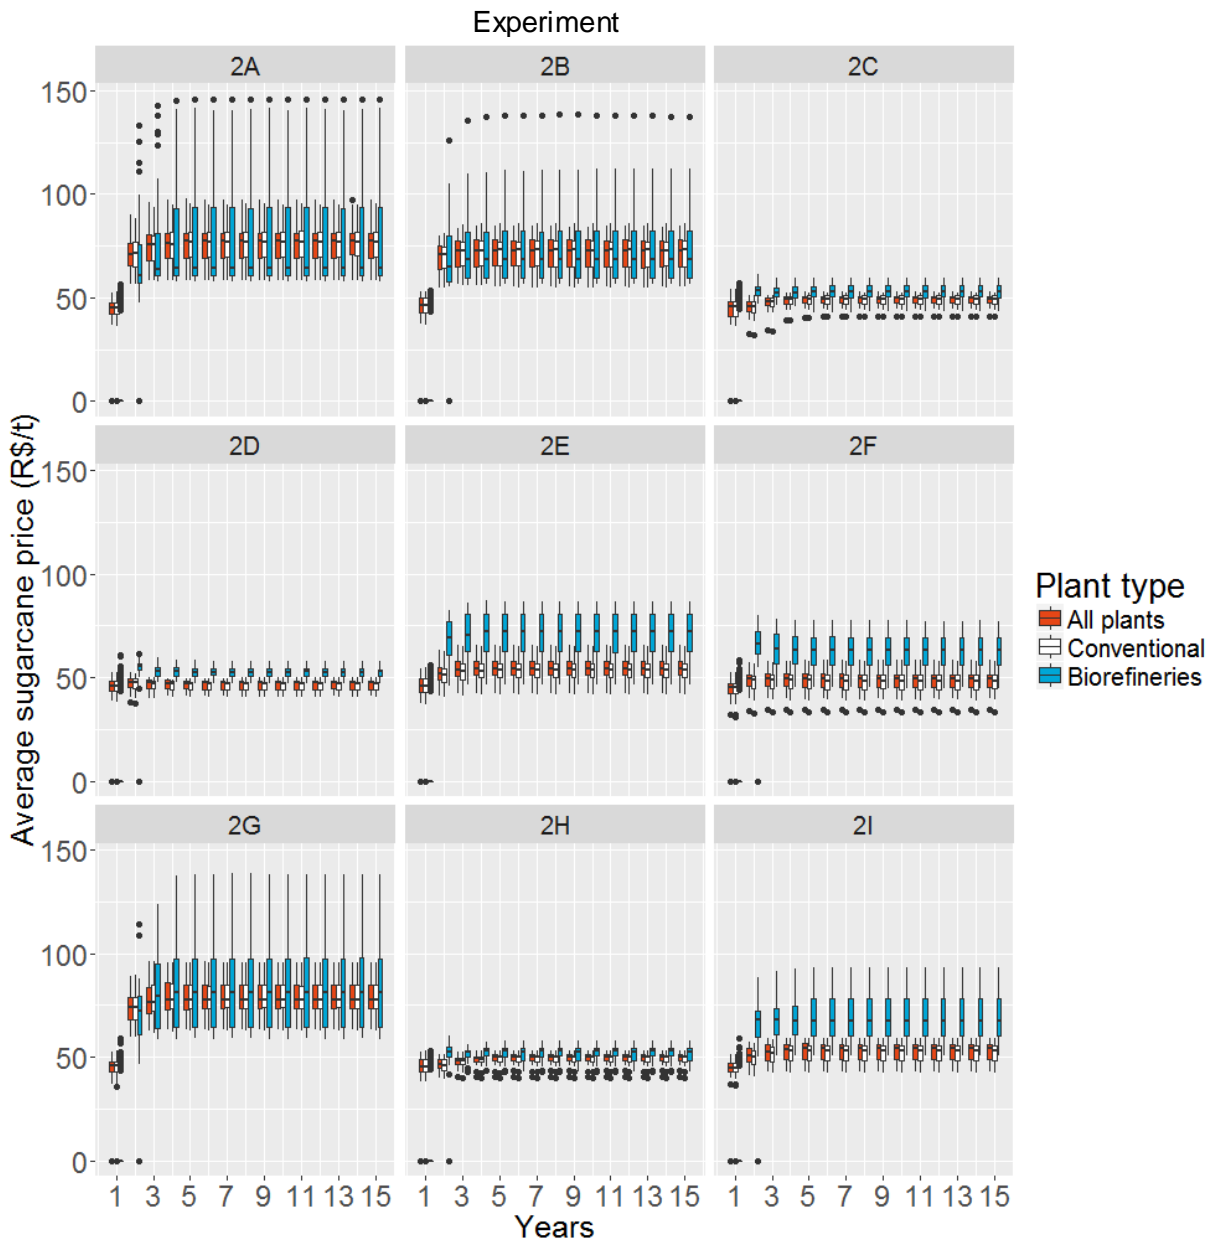 Experiment
2A 2B 2C
150
100
50
0
2D 2E 2F
150
100
50
0
2G 2H 2I
150
100
50
0
1 3 5 7 9 11 13 15 1 3 5 7 9 11 13 15 1 3 5 7 9 11 13 15
Years
Average sugarcane price (R$/t)
Plant type
All plants
Conventional
Biorefineries